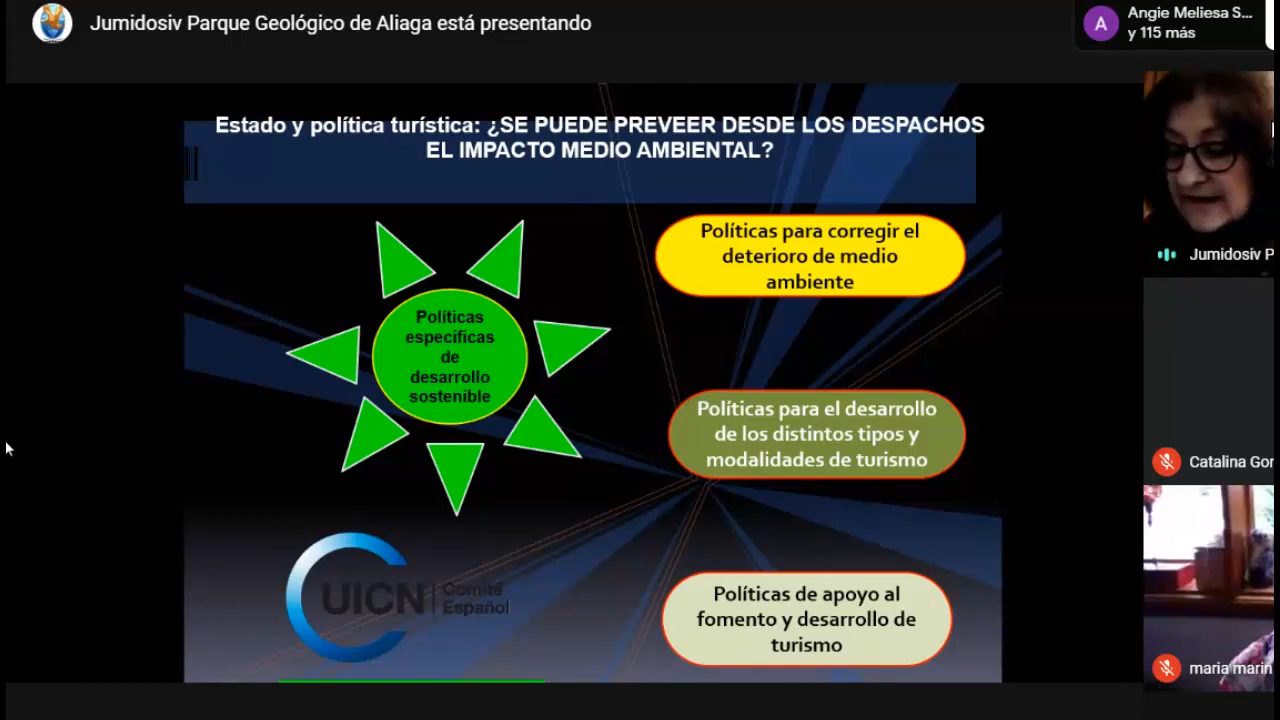 Jumidosiv Parque Geológico de Aliaga está presentando
Angie Meliesa S...
y 115 más
Estado y política turística: ¿SE PUEDE PREVEER DESDE LOS DESPACHOS
EL IMPACTO MEDIO AMBIENTAL?
Políticas
especificas
de
desarrollo
sostenible
Políticas para corregir el
deterioro de medio
ambiente
Políticas para el desarrollo
de los distintos tipos y
modalidades de turismo
Políticas de apoyo al
fomento y desarrollo de
turismo
UICN
Comité
Español
A
Jumidosiv P
Catalina Gor
maria marin